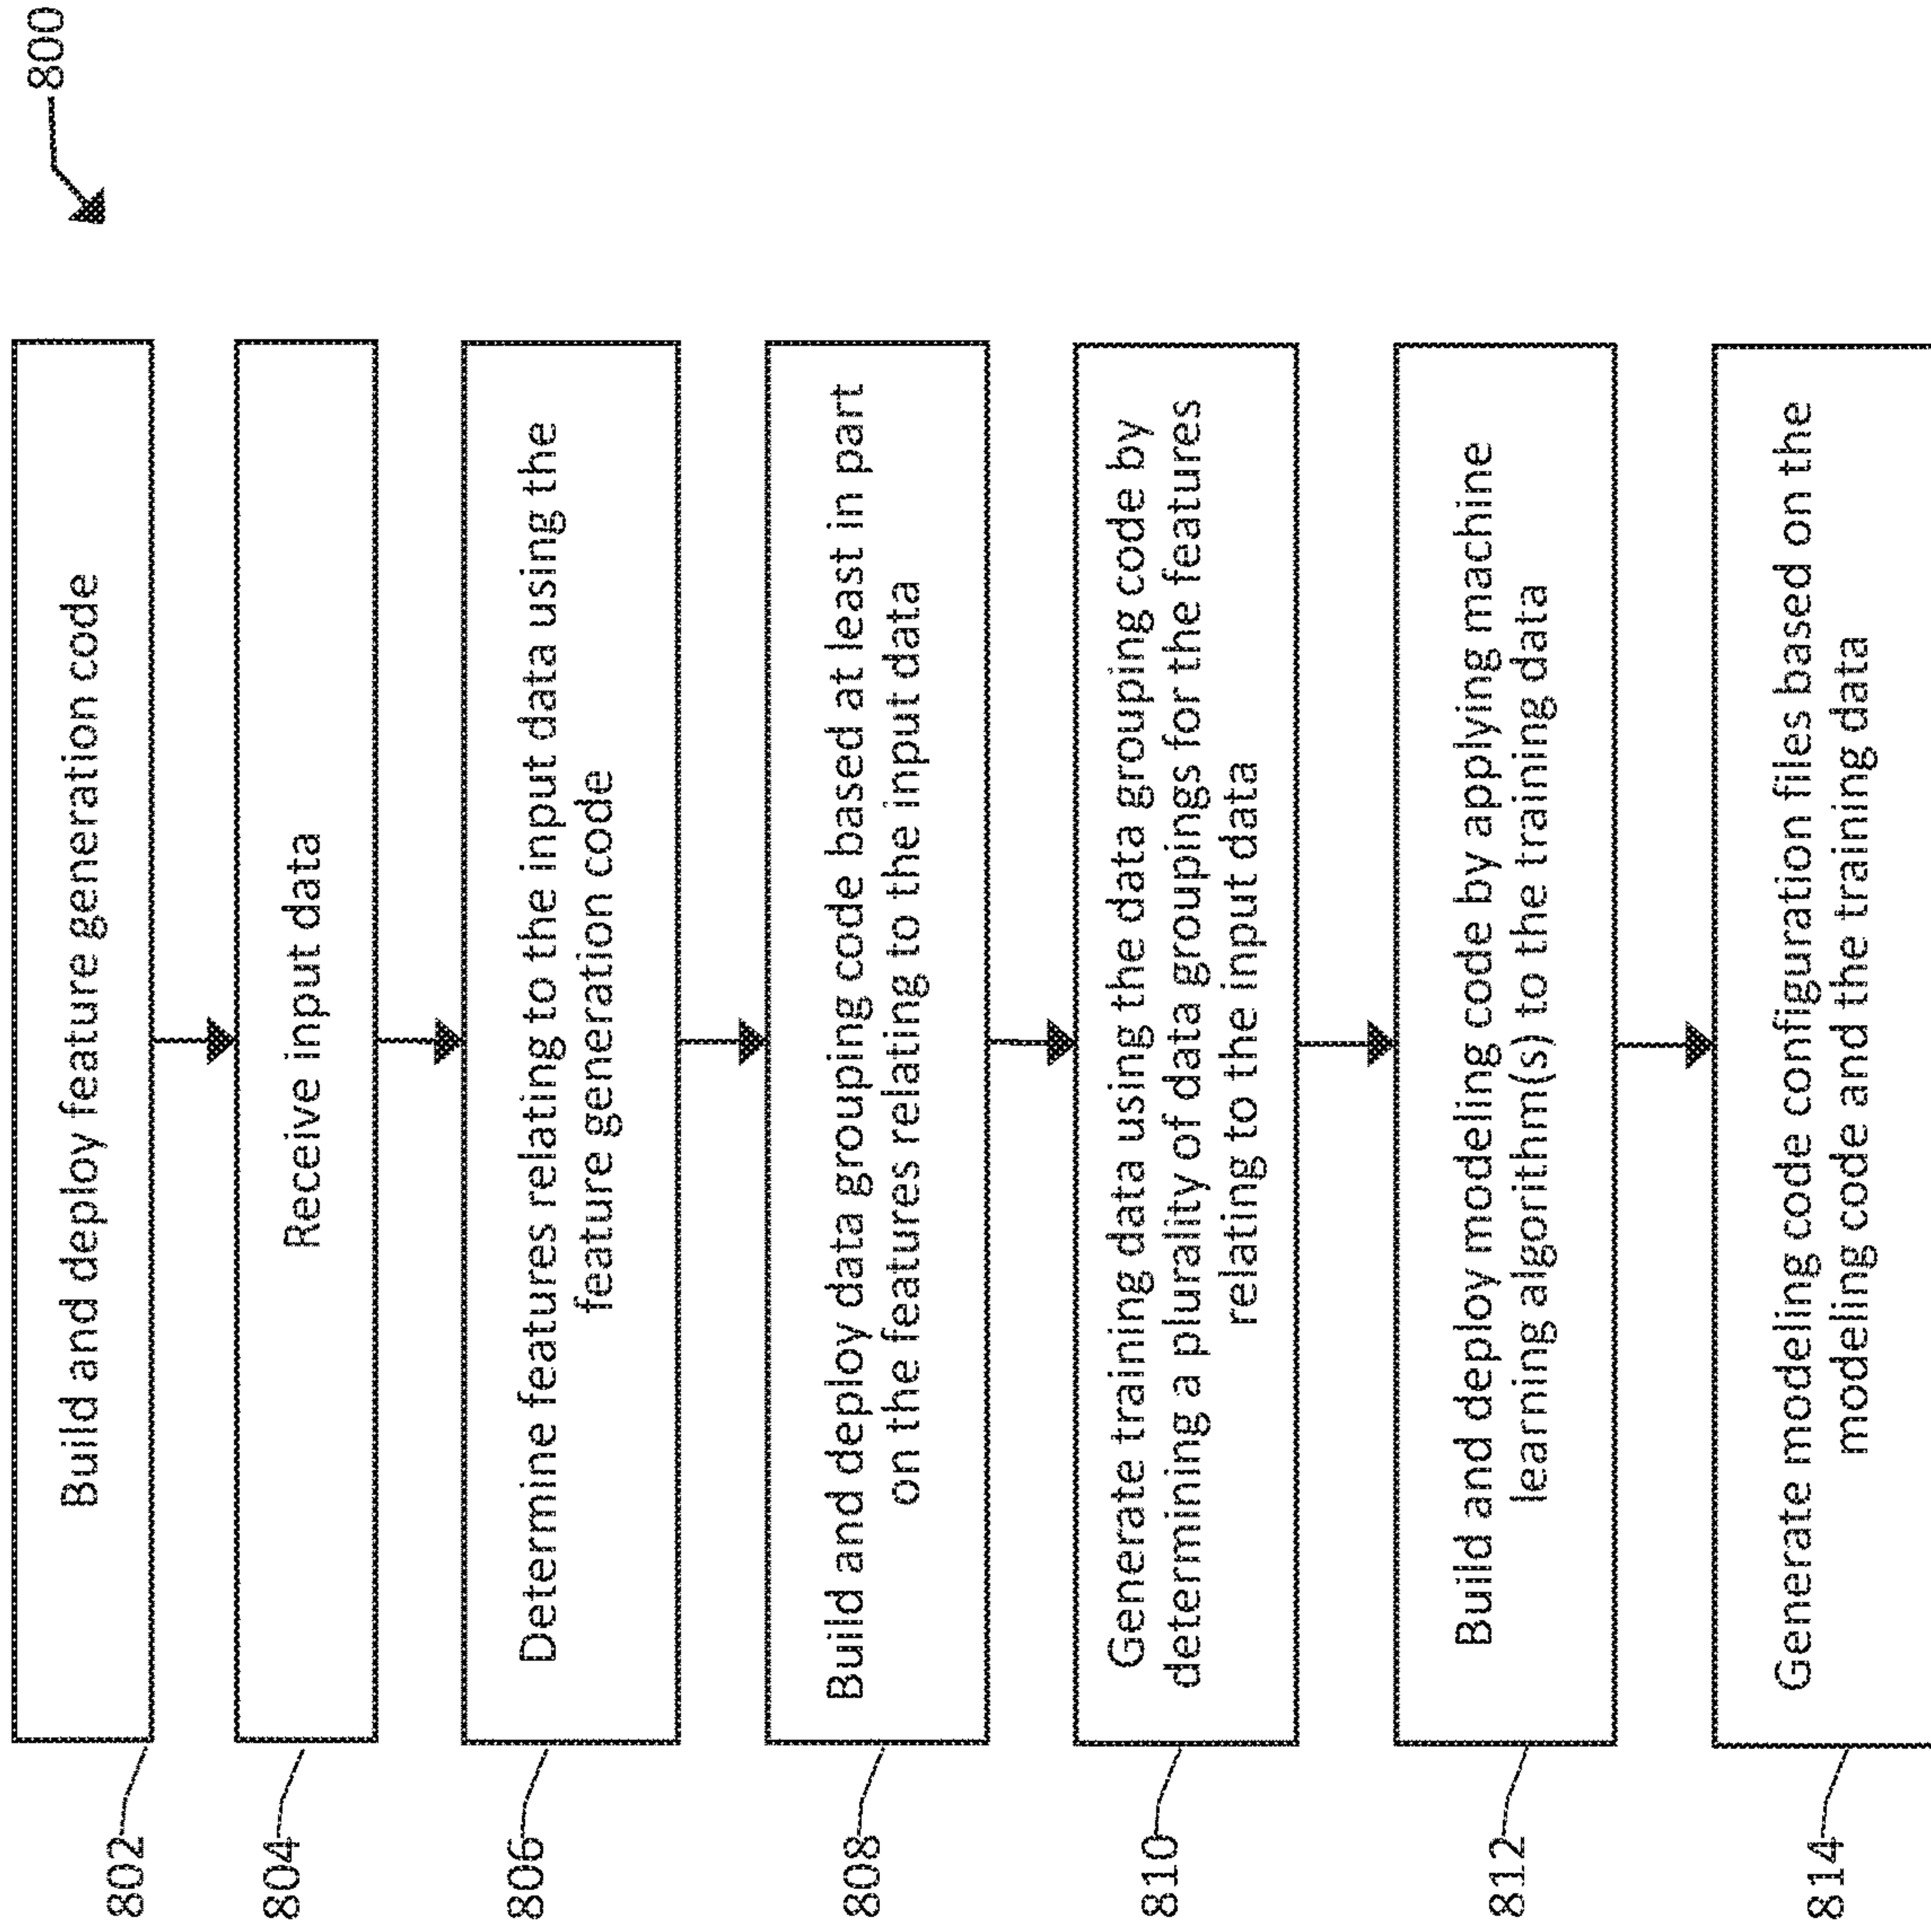 800
802
Build and deploy feature generation code
804
Receive input data
806
Determine features relating to the input data using the
feature generation code
808
Build and deploy data grouping code based at least in part
on the features relating to the input data
810
Generate training data using the data grouping code by
determining a plurality of data groupings for the features
relating to the input data
812
Build and deploy modeling code by applying machine
learning algorithm(s) to the training data
814
Generate modeling code configuration files based on the
modeling code and the training data